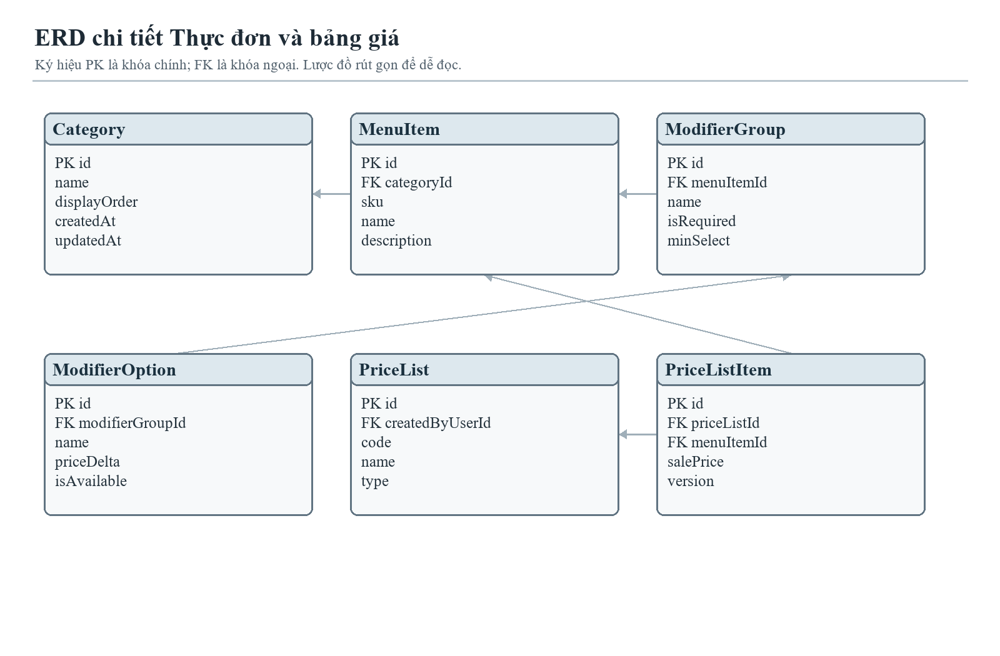 ERD chi tiết Thực đơn và bảng giá
Ký hiệu PK là khóa chính; FK là khóa ngoại. Lược đồ rút gọn để dễ đọc.
Category
PK id
name
displayOrder
createdAt
updatedAt
MenuItem
PK id
FK categoryId
sku
name
description
ModifierGroup
PK id
FK menuItemId
name
isRequired
minSelect
ModifierOption
PK id
FK modifierGroupId
name
priceDelta
isAvailable
PriceList
PK id
FK createdByUserId
code
name
type
PriceListItem
PK id
FK priceListId
FK menuItemId
salePrice
version